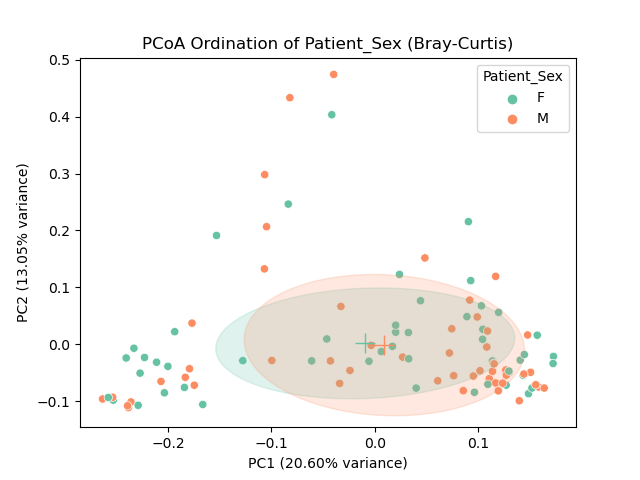 PCoA Ordination of Patient_Sex (Bray-Curtis)
Patient_Sex
F
M
PC2 (13.05% variance)
0.5
0.4
0.3
0.2
0.1
0.0
−0.1
−0.2
−0.1
0.0
0.1
PC1 (20.60% variance)